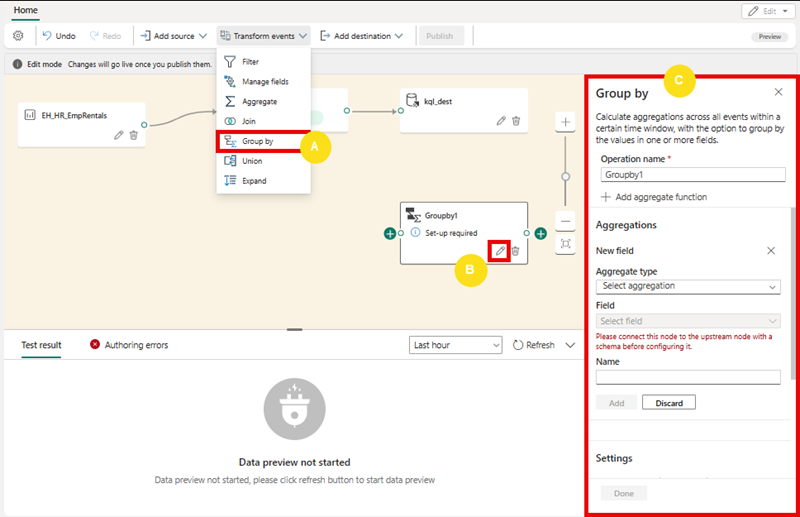 Home
Edit
Undo
Redo
Add source
Transform events
Add destination
Publish
Preview
Edit mode Changes will go live once you publish them.
Filter
Manage fields
Aggregate
Join
Group by
Union
Expand
A
EH_HR_EmpRentals
kql_dest
Groupby1
Set-up required
B
C
Group by
Calculate aggregations across all events within a
certain time window, with the option to group by
the values in one or more fields.
Operation name *
Groupby1
Add aggregate function
Aggregations
New field
Aggregate type
Select aggregation
Field
Select field
Please connect this node to the upstream node with a
schema before configuring it.
Name
Add
Discard
Settings
Done
Test result
Authoring errors
Last hour
Refresh
Data preview not started
Data preview not started, please click refresh button to start data preview